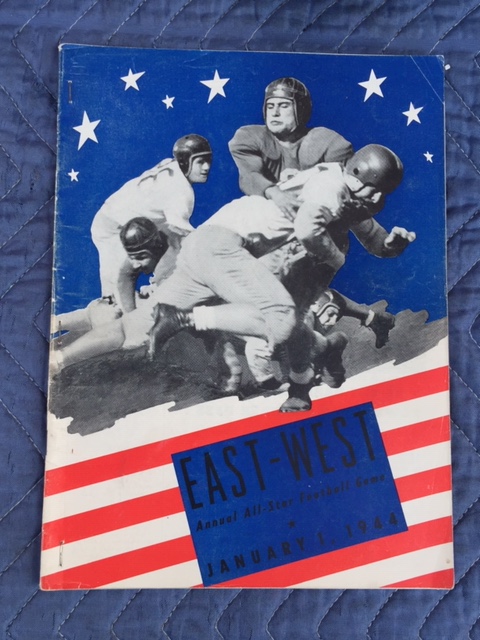 EAST-WEST
Annual All-Star Football Game
JANUARY 1, 1944